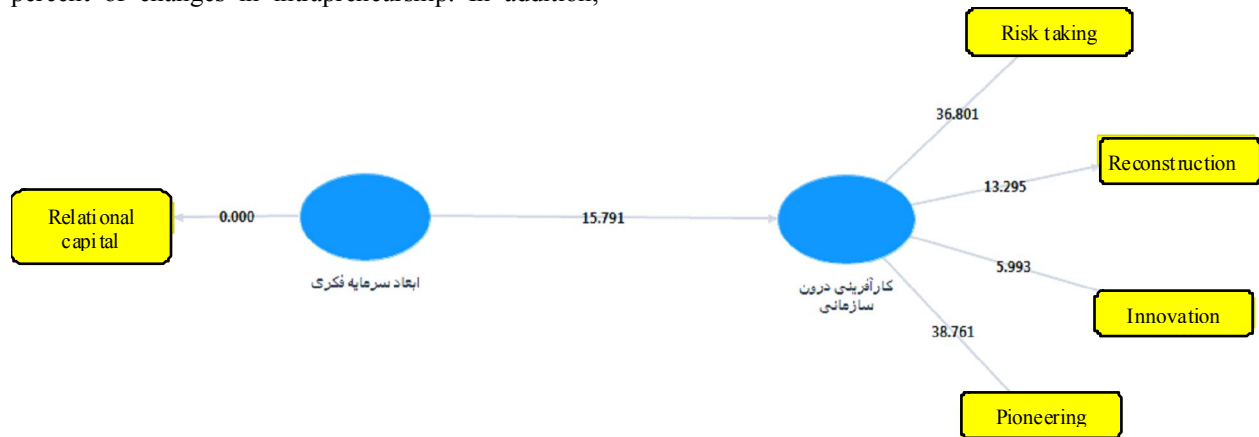 percent of changes in intrapreneurship. In addition,
Risk taking
36.801
Reconstruction
13.295
Relational
capital
0.000
15.791
ابعاد سرمایه فکری
کارآفرینی درون
سازمانی
5.993
Innovation
38.761
Pioneering